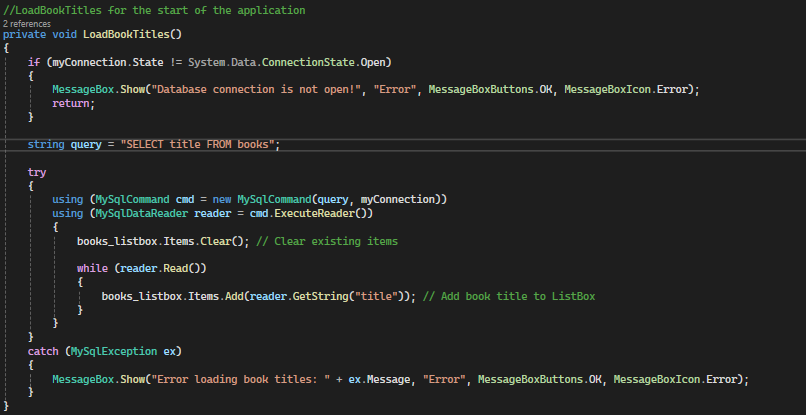 //LoadBookTitles for the start of the application
2 references
private void LoadBookTitles()
{
if (myConnection.State != System.Data.ConnectionState.Open)
{
MessageBox.Show("Database connection is not open!", "Error", MessageBoxButtons.OK, MessageBoxIcon.Error);
return;
}
string query = "SELECT title FROM books";
try
{
using (MySqlCommand cmd = new MySqlCommand(query, myConnection))
using (MySqlDataReader reader = cmd.ExecuteReader())
{
books_listbox.Items.Clear(); // Clear existing items
while (reader.Read())
{
books_listbox.Items.Add(reader.GetString("title")); // Add book title to ListBox
}
}
}
catch (MySqlException ex)
{
MessageBox.Show("Error loading book titles: " + ex.Message, "Error", MessageBoxButtons.OK, MessageBoxIcon.Error);
}
}